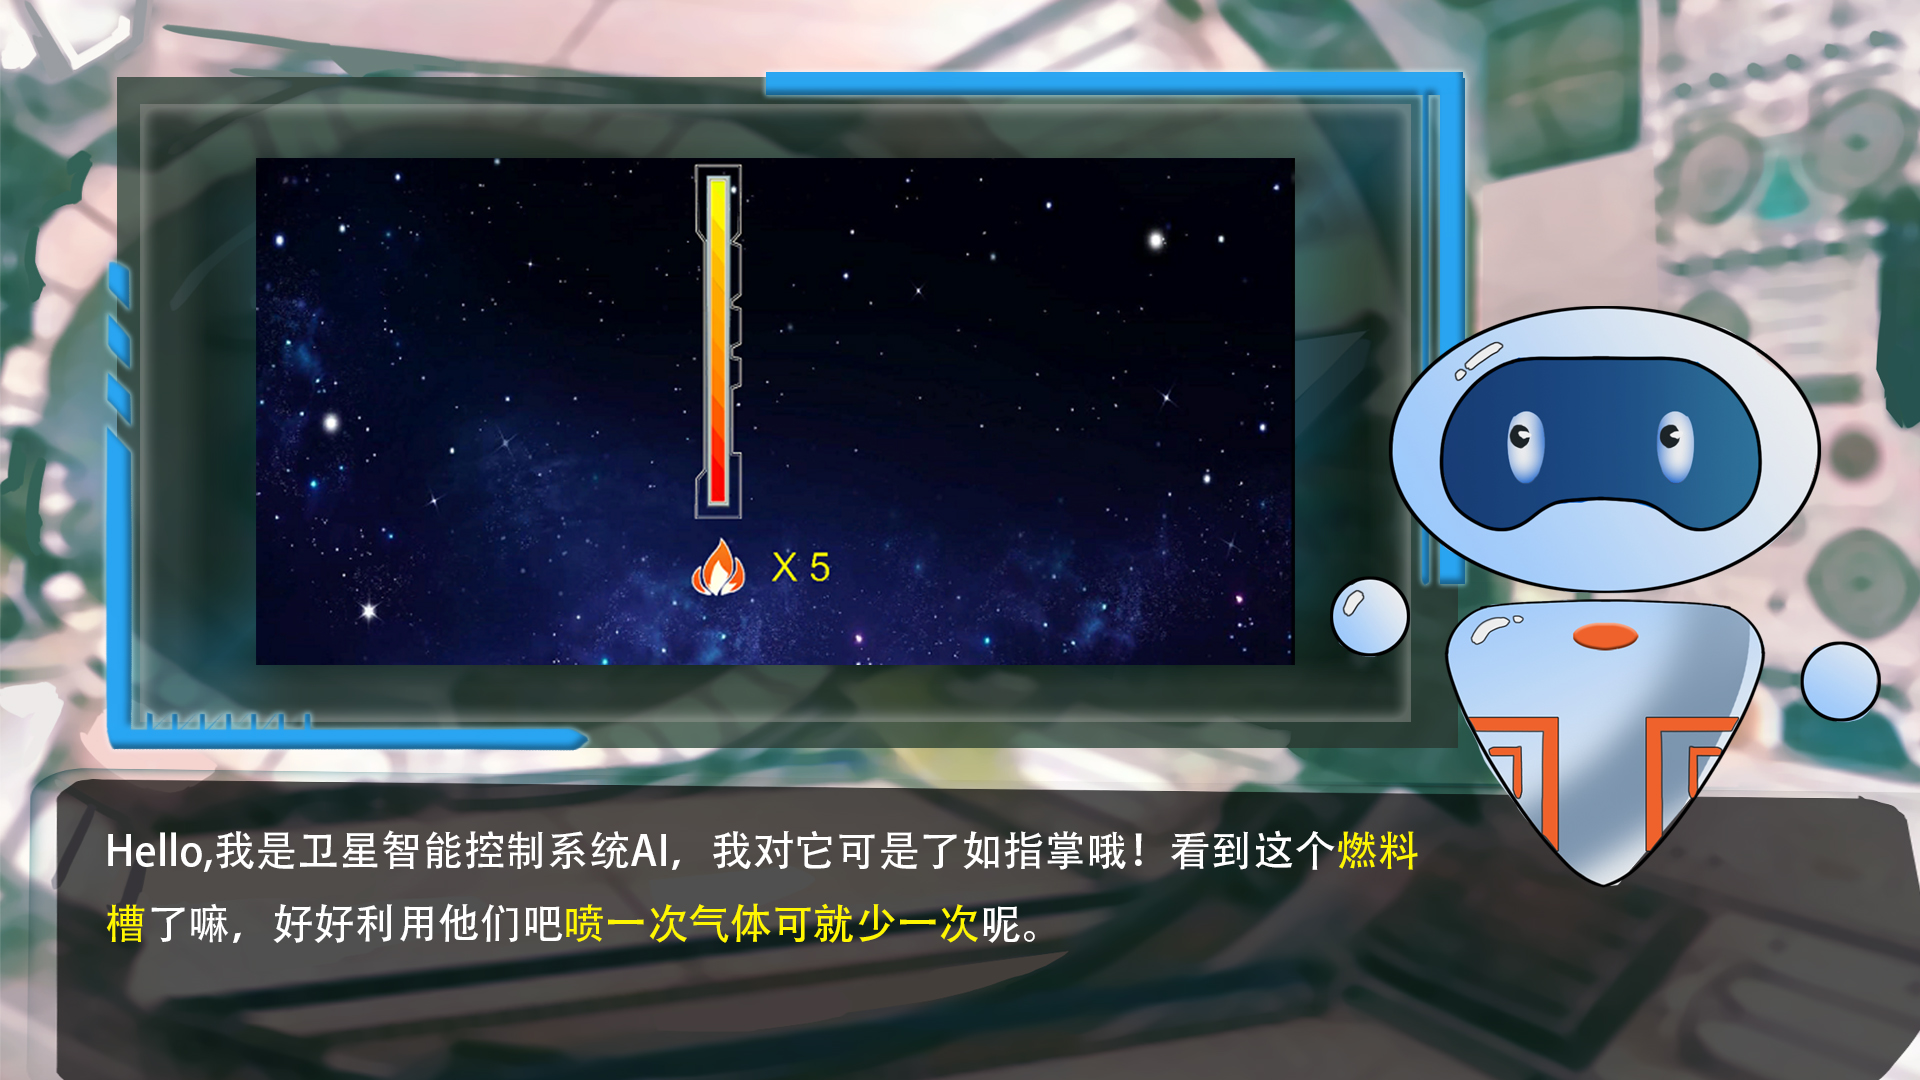 X 5
Hello,我是卫星智能控制系统AI，我对它可是了如指掌哦！看到这个燃料
槽了嘛，好好利用他们吧喷一次气体可就少一次呢。